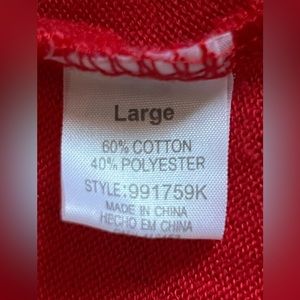 Large
60% COTTON
40% POLYESTER
STYLE:991759K
MADE IN CHINA
HECHO EM CHINA